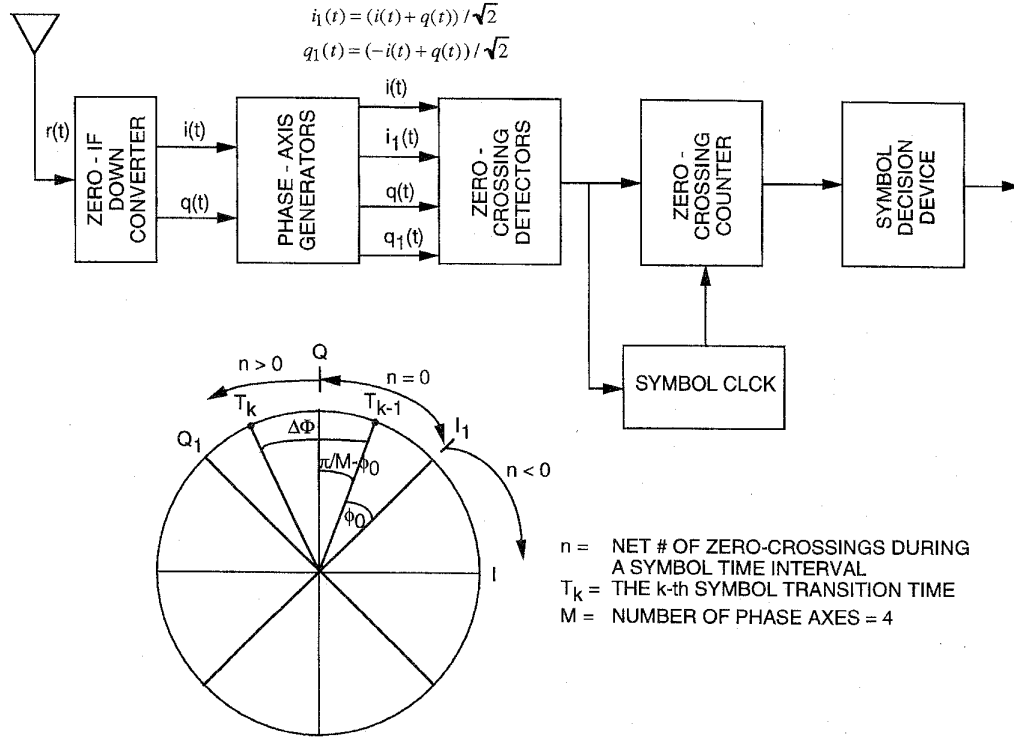 i₁(t) = (i(t) + q(t)) / √2
q₁(t) = (−i(t) + q(t)) / √2
r(t)
ZERO - IF
DOWN
CONVERTER
i(t)
q(t)
PHASE - AXIS
GENERATORS
i(t)
i₁(t)
q(t)
q₁(t)
ZERO -
CROSSING
DETECTORS
ZERO -
CROSSING
COUNTER
SYMBOL
DECISION
DEVICE
SYMBOL CLCK
Q
n > 0
n = 0
Tₖ
Tₖ₋₁
Q₁
ΔΦ
I₁
π/M-ϕ₀
n < 0
ϕ₀
I
n = NET # OF ZERO-CROSSINGS DURING
A SYMBOL TIME INTERVAL
Tₖ = THE k-th SYMBOL TRANSITION TIME
M = NUMBER OF PHASE AXES = 4